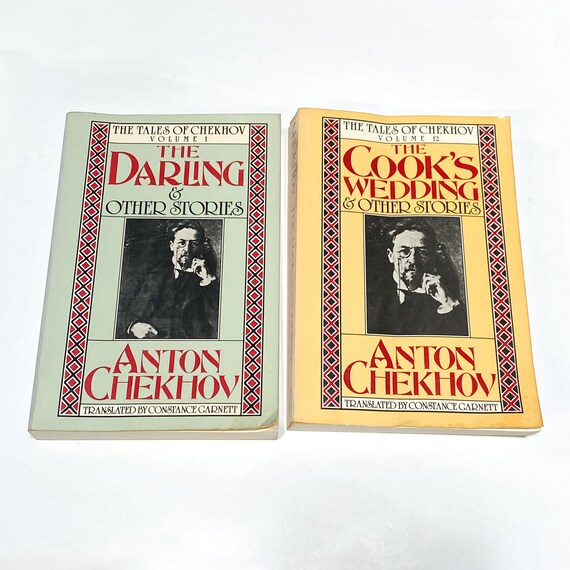 THE TALES OF CHEKHOV
VOLUME 1
THE
DARLING
&
OTHER STORIES
ANTON
CHEKHOV
TRANSLATED BY CONSTANCE GARNETT
THE TALES OF CHEKHOV
VOLUME 12
THE
COOK'S
WEDDING
& OTHER STORIES
ANTON
CHEKHOV
TRANSLATED BY CONSTANCE GARNETT